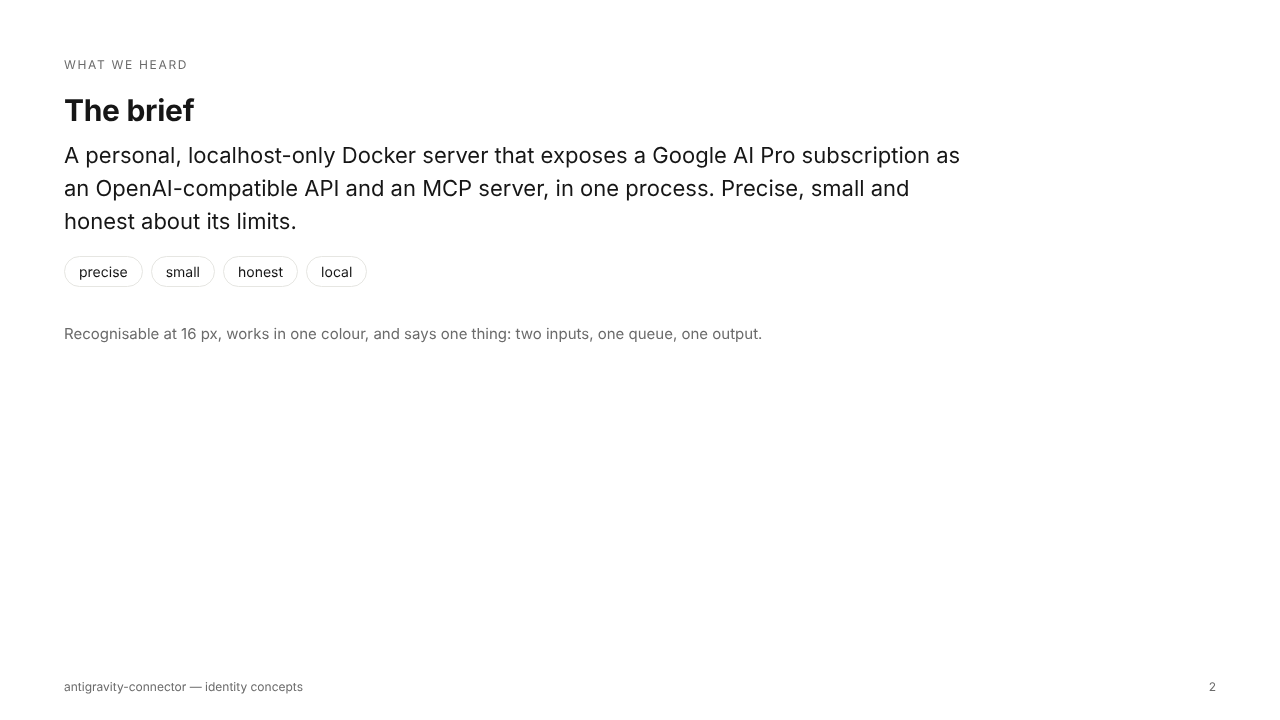 WHAT WE HEARD
The brief
A personal, localhost-only Docker server that exposes a Google AI Pro subscription as
an OpenAI-compatible API and an MCP server, in one process. Precise, small and
honest about its limits.
precise small honest local
Recognisable at 16 px, works in one colour, and says one thing: two inputs, one queue, one output.
antigravity-connector — identity concepts 2